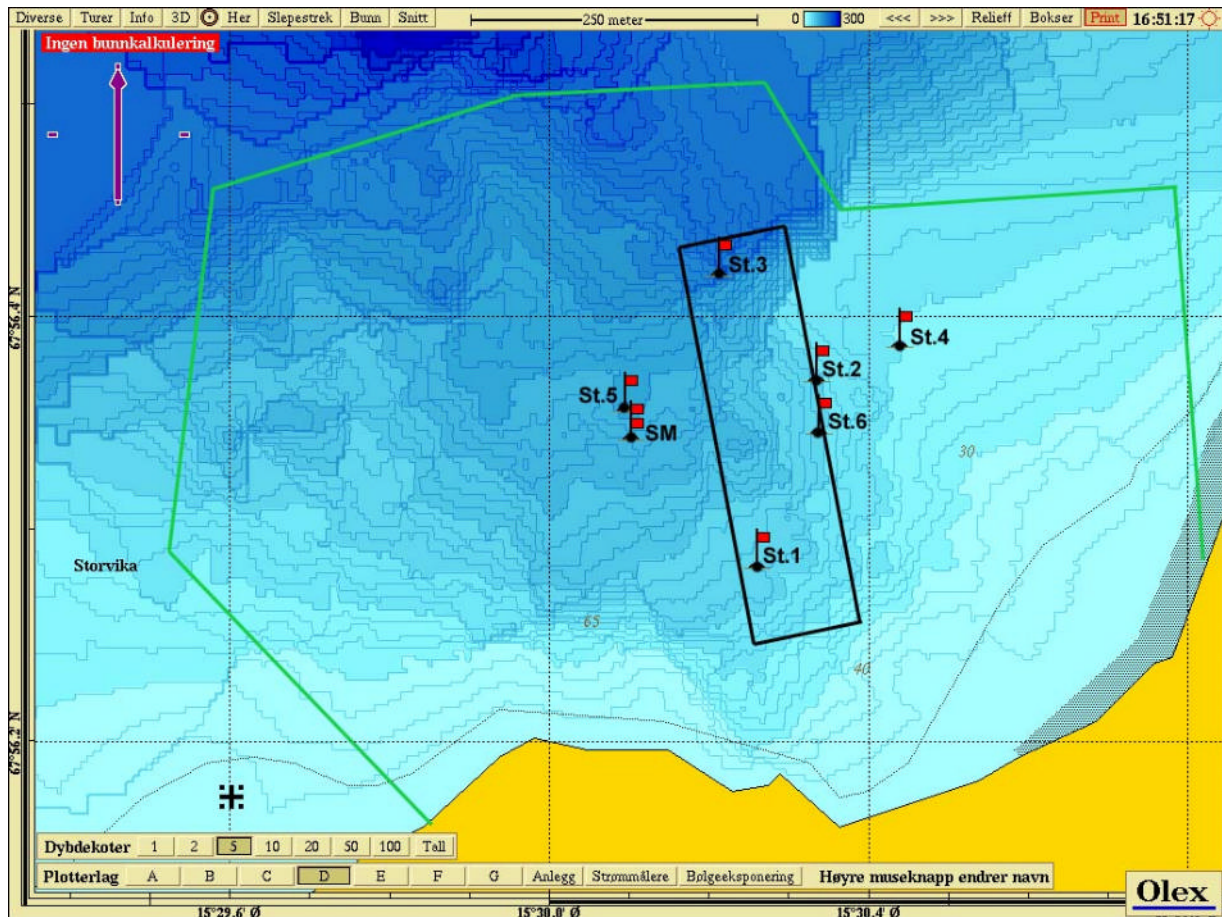 Diverse Turer Info 3D Her Slepestrek Bunn Snitt 250 meter 0 300 <<< >>> Relieff Bokser Print 16:51:17
Ingen bunnkalkulering
St.3
67°56.4' N
St.4
St.2
St.5
St.6
SM
30
St.1
Storvika
65
40
67°56.2' N
Dybdekoter 1 2 5 10 20 50 100 Tall
Plotterlag A B C D E F G Anlegg Strømmålere Bølgeeksponering Høyre museknapp endrer navn
Olex
15°29.6' Ø 15°30.0' Ø 15°30.4' Ø